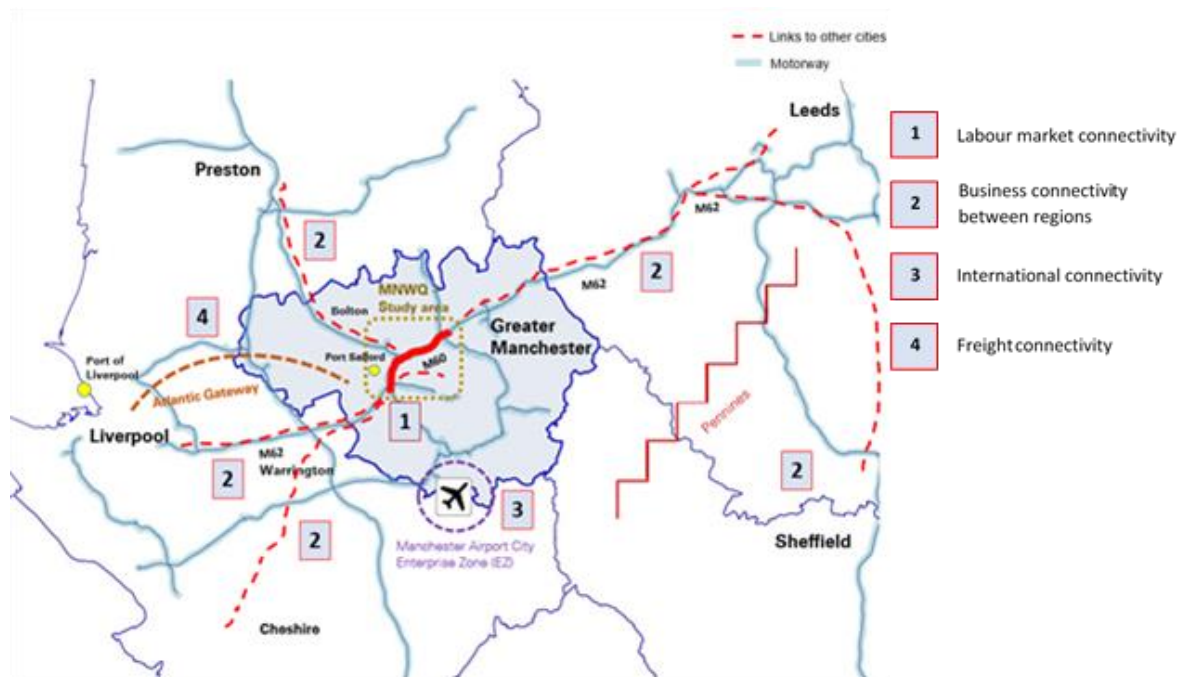 Links to other cities
Motorway
Leeds
1
Labour market connectivity
Preston
2
Business connectivity
between regions
M62
2
2
M62
3
International connectivity
MNWQ
Study area
4
Bolton
Greater
Manchester
4
Freight connectivity
Port Salford
M60
Port of
Liverpool
Atlantic Gateway
Pennines
1
Liverpool
M62
Warrington
2
2
3
2
Sheffield
Manchester Airport City
Enterprise Zone (EZ)
Cheshire